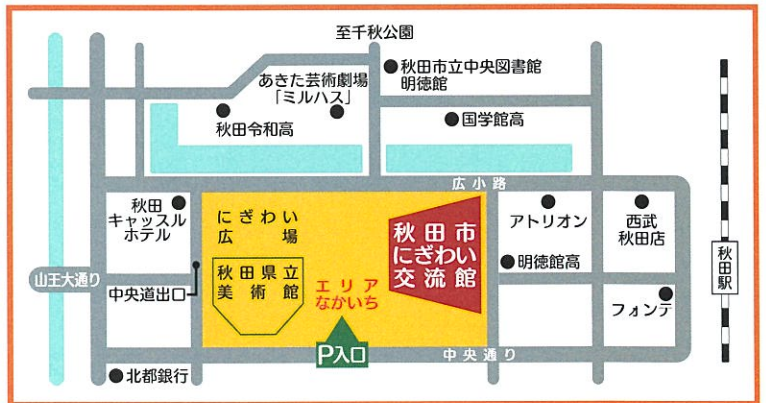 至千秋公園
秋田市立中央図書館
明徳館
あきた芸術劇場
「ミルハス」
秋田令和高
国学館高
広小路
秋田
キャッスル
ホテル
にぎわい
広場
秋田市
にぎわい
交流館
アトリオン
西武
秋田店
明徳館高
秋田駅
山王大通り
中央道出口
秋田県立
美術館
エリア
なかいち
フォンテ
P入口
中央通り
北都銀行